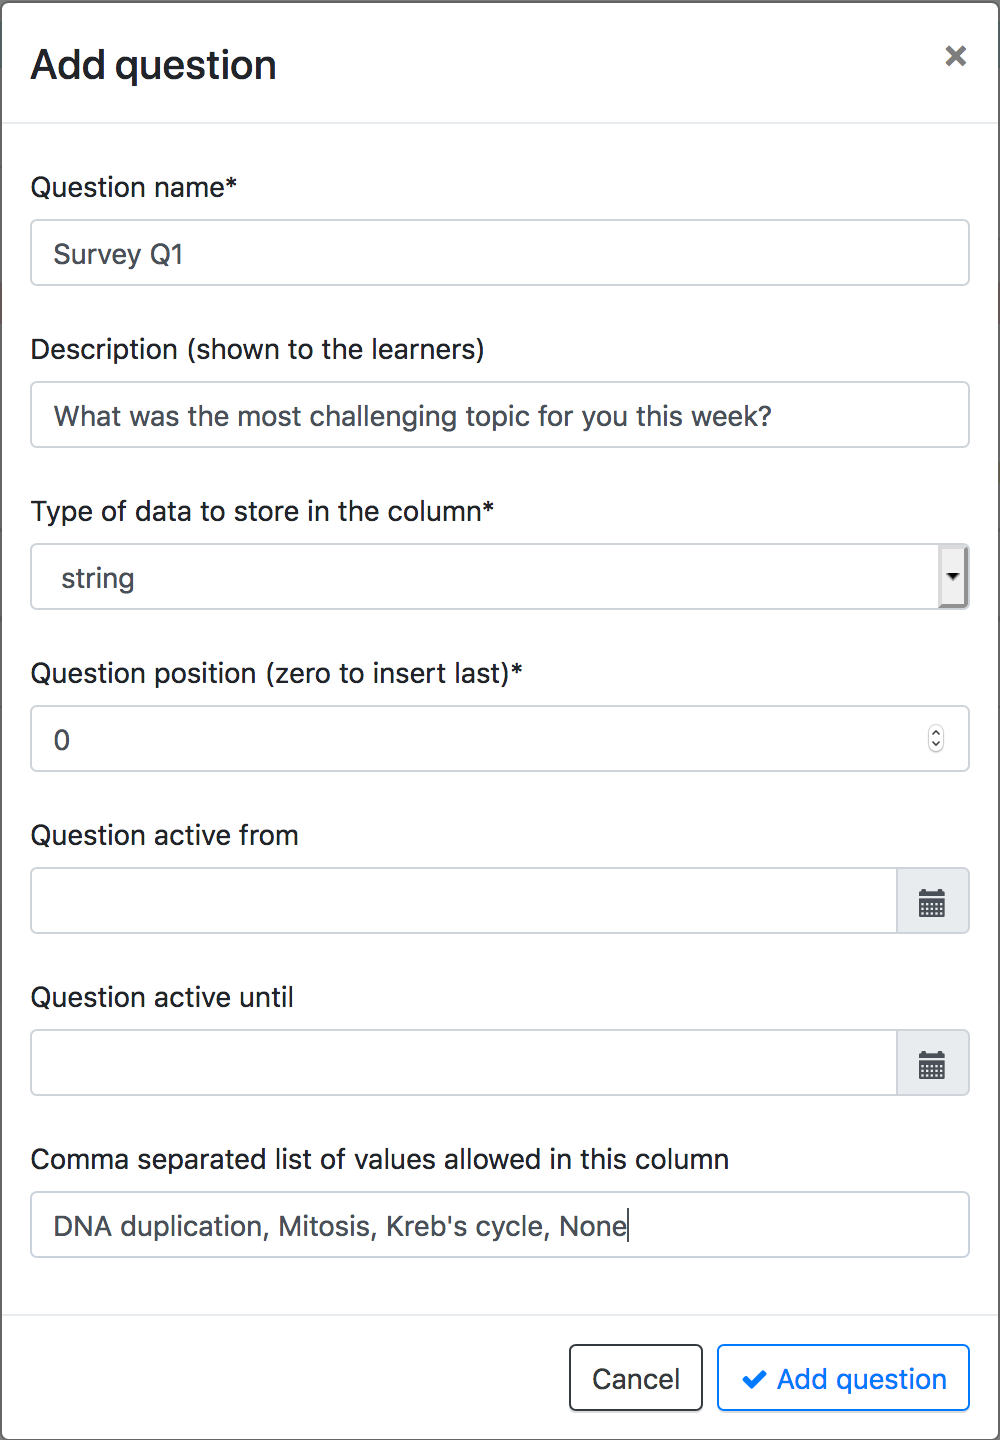 Add question
Question name*
Survey Q1
Description (shown to the learners)
What was the most challenging topic for you this week?
Type of data to store in the column*
string
Question position (zero to insert last)*
0
Question active from
Question active until
Comma separated list of values allowed in this column
DNA duplication, Mitosis, Kreb's cycle, None
Cancel
Add question